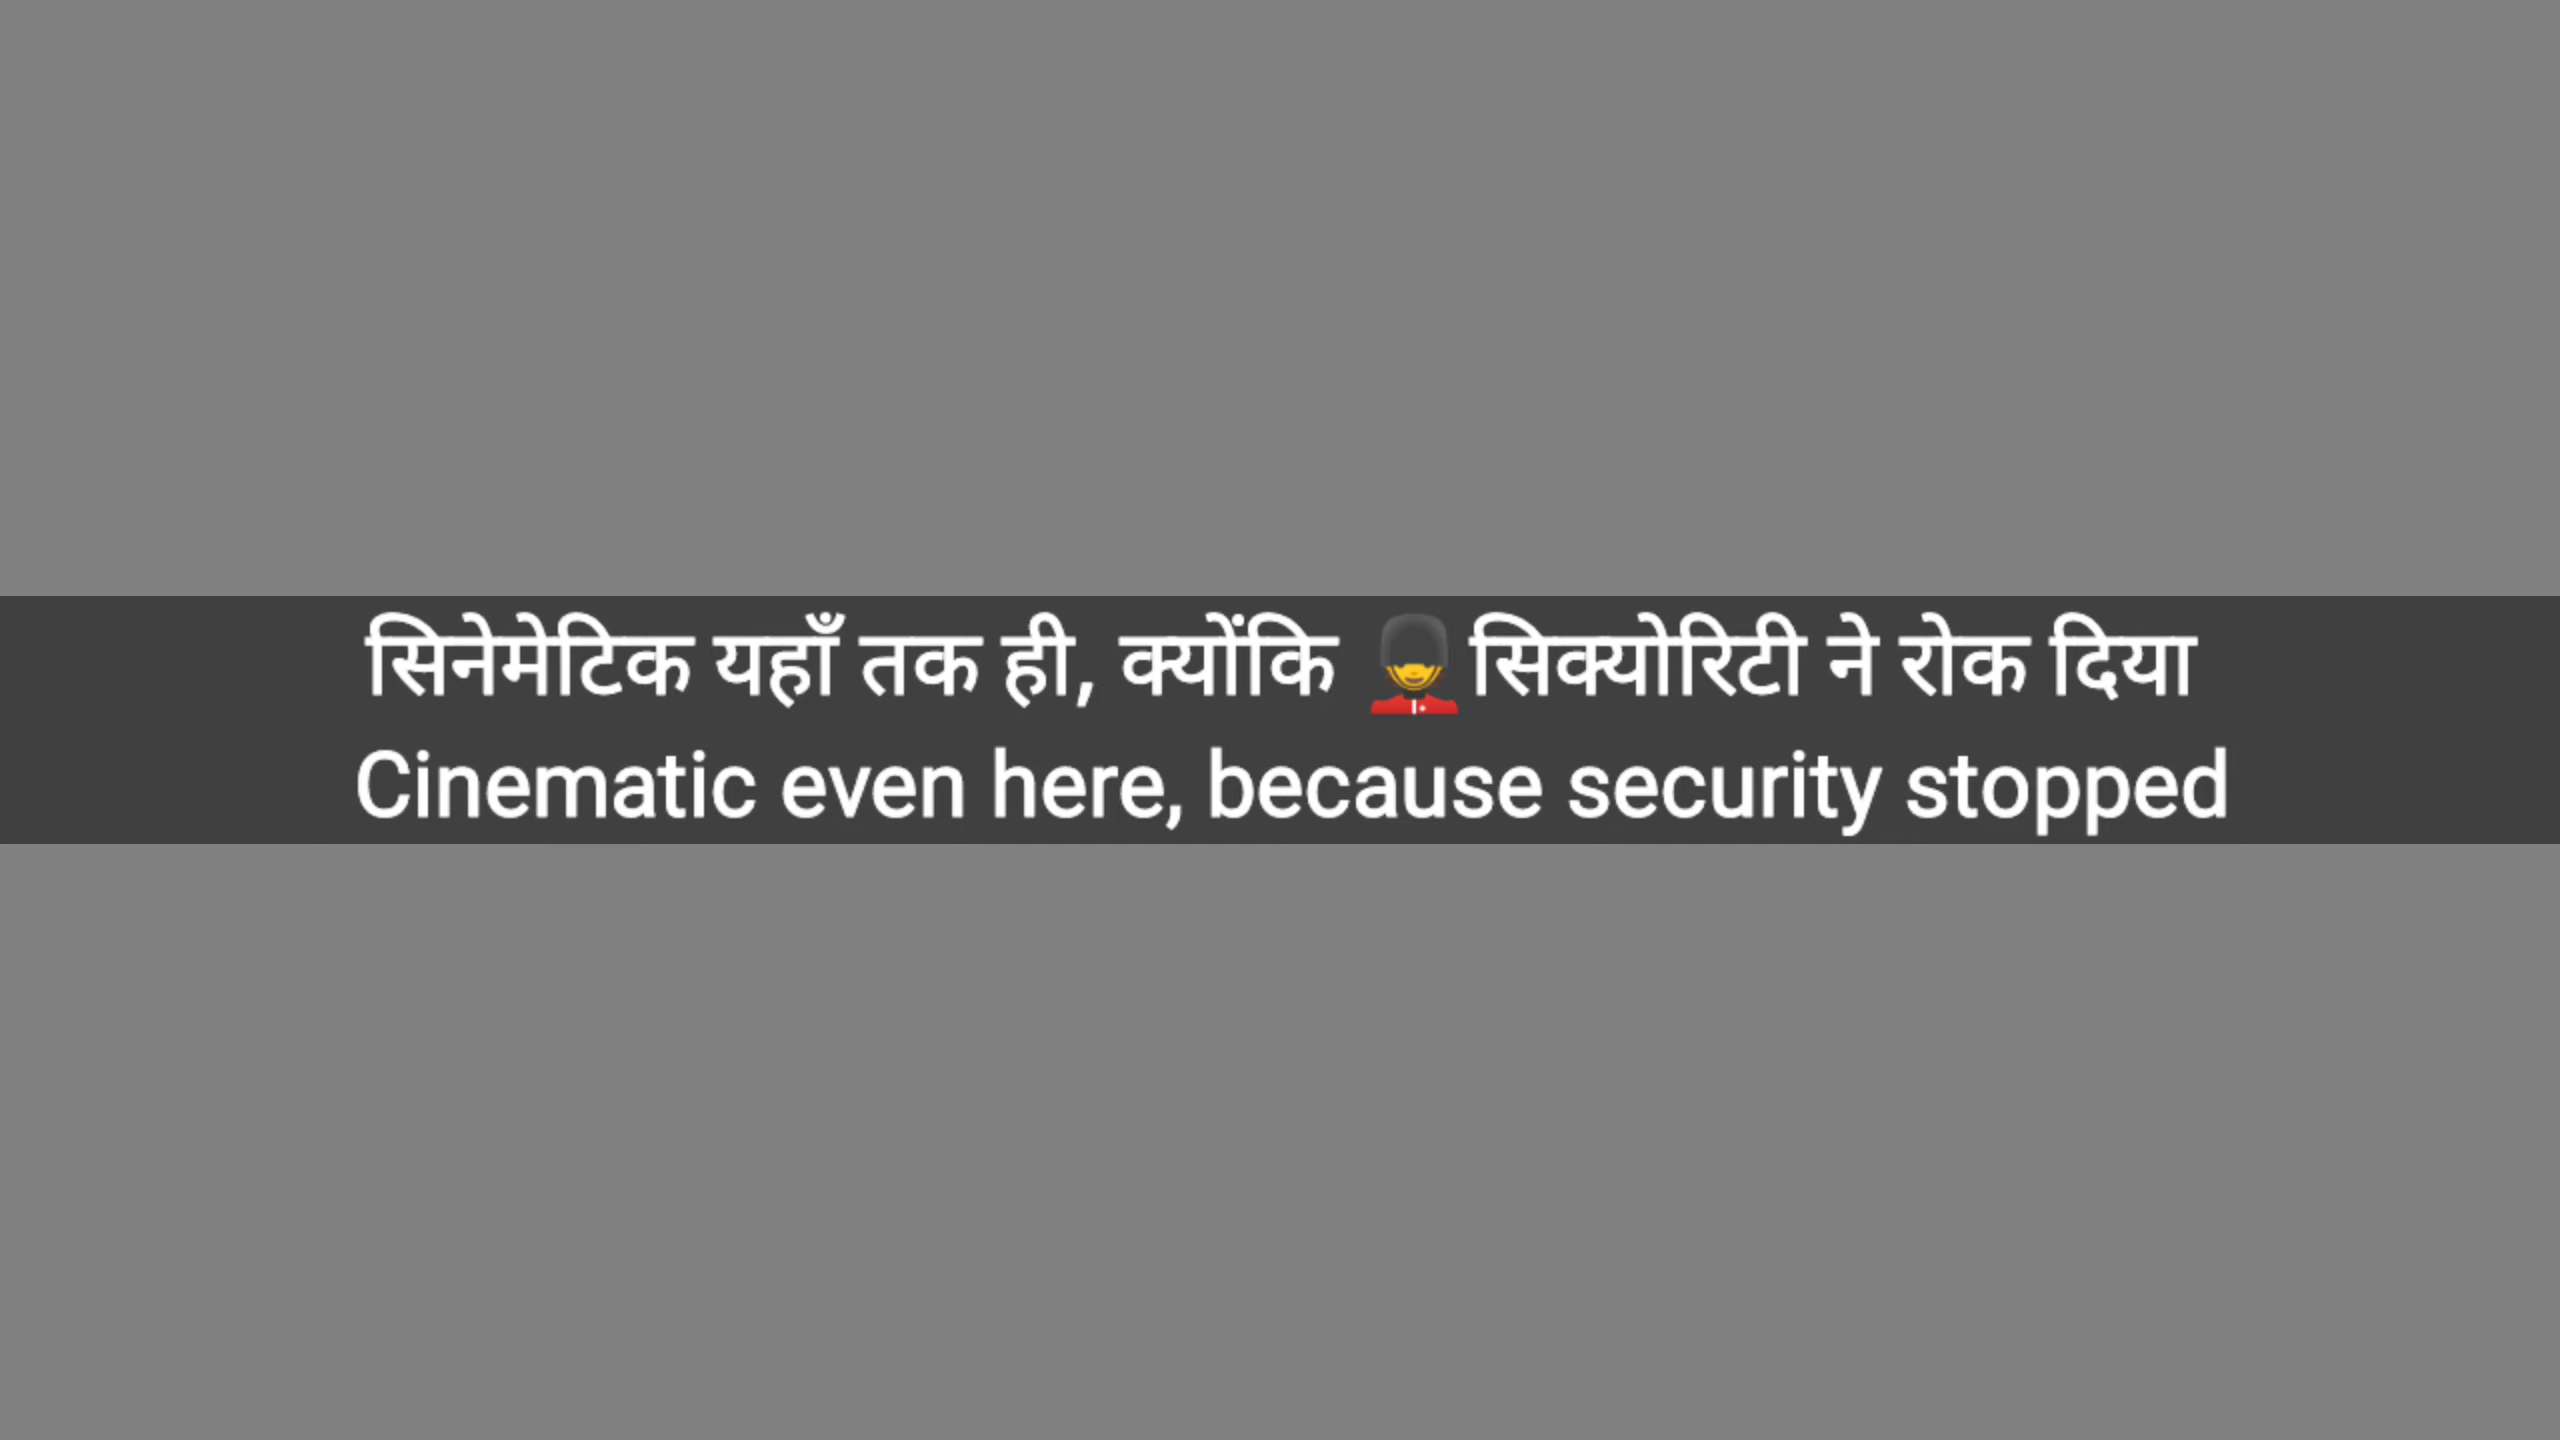 सिनेमेटिक यहाँ तक ही, क्योंकि 💂सिक्योरिटी ने रोक दिया
Cinematic even here, because security stopped